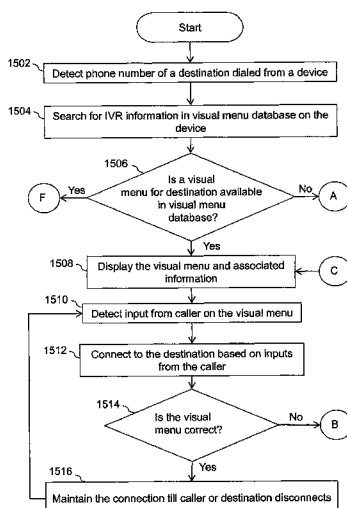 Start
1502
Detect phone number of a destination dialed from a device
1504
Search for IVR information in visual menu database on the
device
1506
Is a visual
menu for destination available
in visual menu
database?
F
Yes
No
A
Yes
1508
Display the visual menu and associated
information
C
1510
Detect input from caller on the visual menu
1512
Connect to the destination based on inputs
from the caller
1514
Is the visual
menu correct?
No
B
Yes
1516
Maintain the connection till caller or destination disconnects